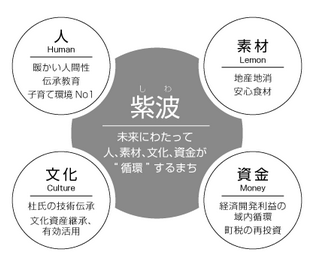 人
Human
暖かい人間性
伝承教育
子育て環境No1
素材
Lemon
地産地消
安心食材
しわ
紫波
未来にわたって
人、素材、文化、資金が
“循環”するまち
文化
Culture
杜氏の技術伝承
文化資産継承、
有効活用
資金
Money
経済開発利益の
域内循環
町税の再投資